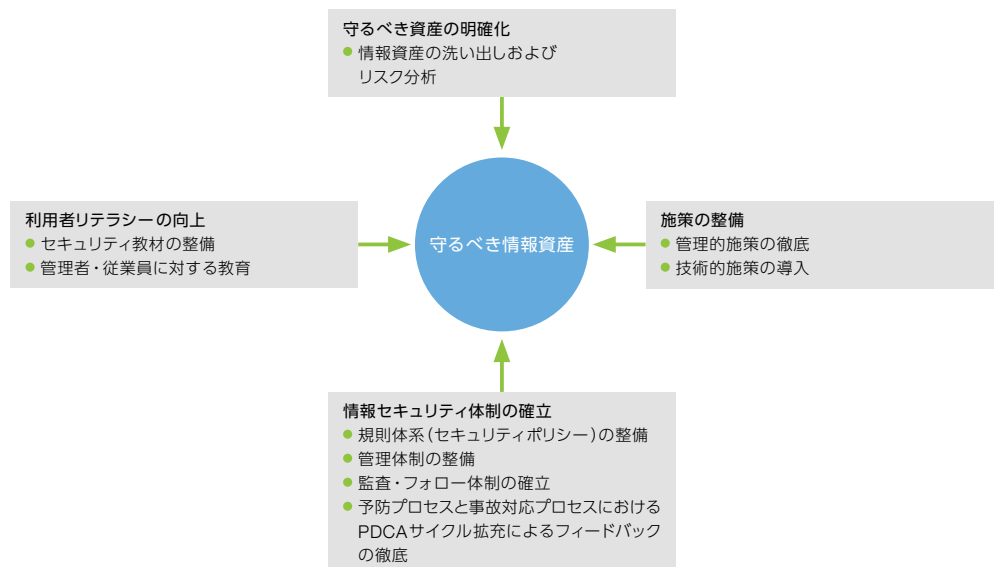 守るべき資産の明確化
● 情報資産の洗い出しおよび
リスク分析
利用者リテラシーの向上
● セキュリティ教材の整備
● 管理者・従業員に対する教育
守るべき情報資産
施策の整備
● 管理的施策の徹底
● 技術的施策の導入
情報セキュリティ体制の確立
● 規則体系（セキュリティポリシー）の整備
● 管理体制の整備
● 監査・フォロー体制の確立
● 予防プロセスと事故対応プロセスにおける
PDCAサイクル拡充によるフィードバック
の徹底